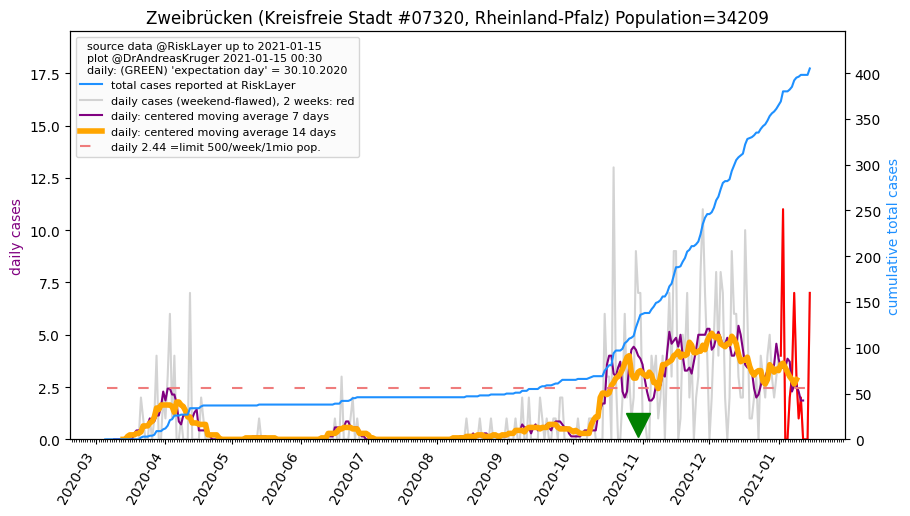 Zweibrücken (Kreisfreie Stadt #07320, Rheinland-Pfalz) Population=34209
source data @RiskLayer up to 2021-01-15
plot @DrAndreasKruger 2021-01-15 00:30
daily: (GREEN) 'expectation day' = 30.10.2020
total cases reported at RiskLayer
daily cases (weekend-flawed), 2 weeks: red
daily: centered moving average 7 days
daily: centered moving average 14 days
daily 2.44 =limit 500/week/1mio pop.
daily cases
17.5
15.0
12.5
10.0
7.5
5.0
2.5
0.0
cumulative total cases
400
350
300
250
200
150
100
50
0
2020-03
2020-04
2020-05
2020-06
2020-07
2020-08
2020-09
2020-10
2020-11
2020-12
2021-01